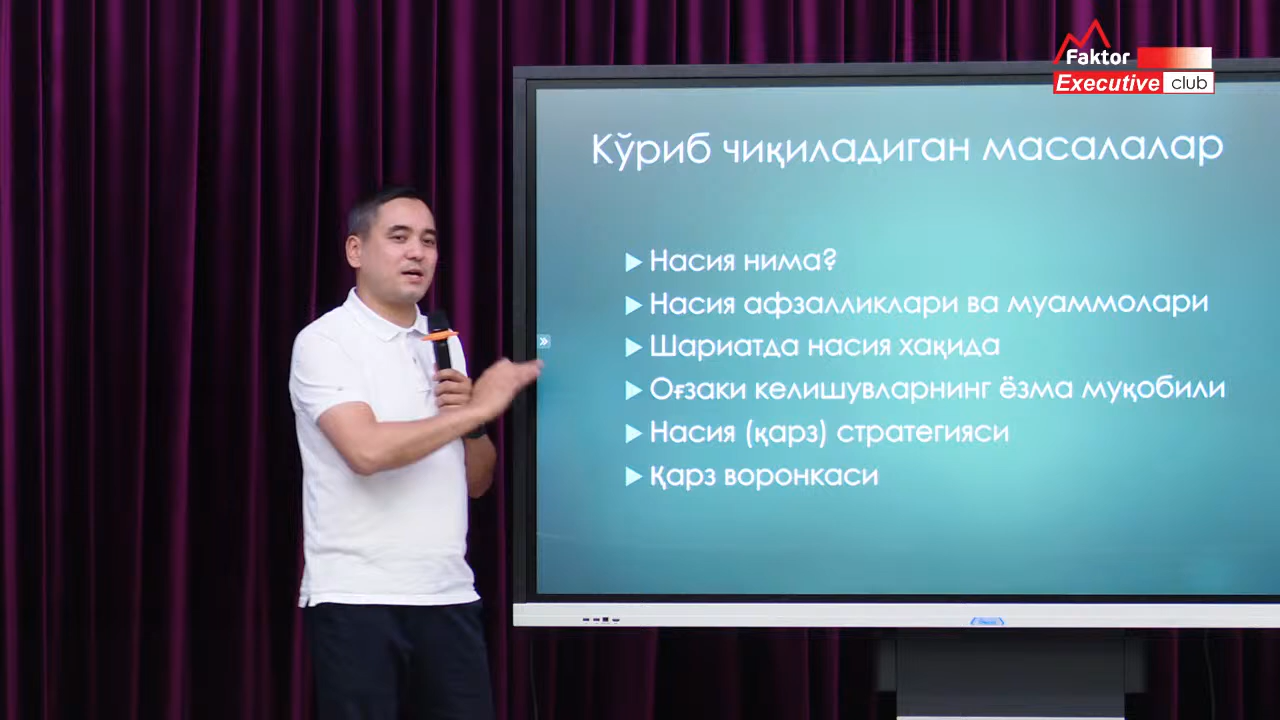 Faktor
Executive club
Кўриб чиқиладиган масалалар
Насия нима?
Насия афзалликлари ва муаммолари
Шариатда насия хақида
Оғзаки келишувларнинг ёзма муқобили
Насия (қарз) стратегияси
Қарз воронкаси